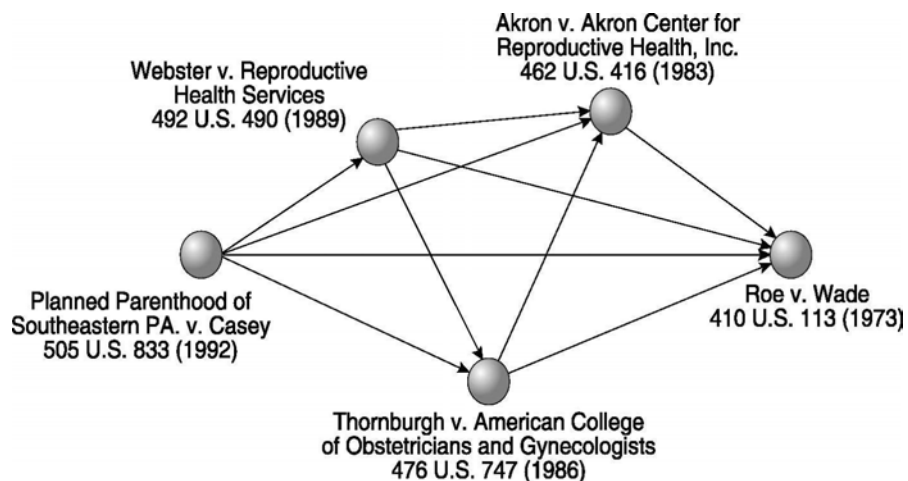 Akron v. Akron Center for
Reproductive Health, Inc.
462 U.S. 416 (1983)
Webster v. Reproductive
Health Services
492 U.S. 490 (1989)
Planned Parenthood of
Southeastern PA. v. Casey
505 U.S. 833 (1992)
Roe v. Wade
410 U.S. 113 (1973)
Thornburgh v. American College
of Obstetricians and Gynecologists
476 U.S. 747 (1986)